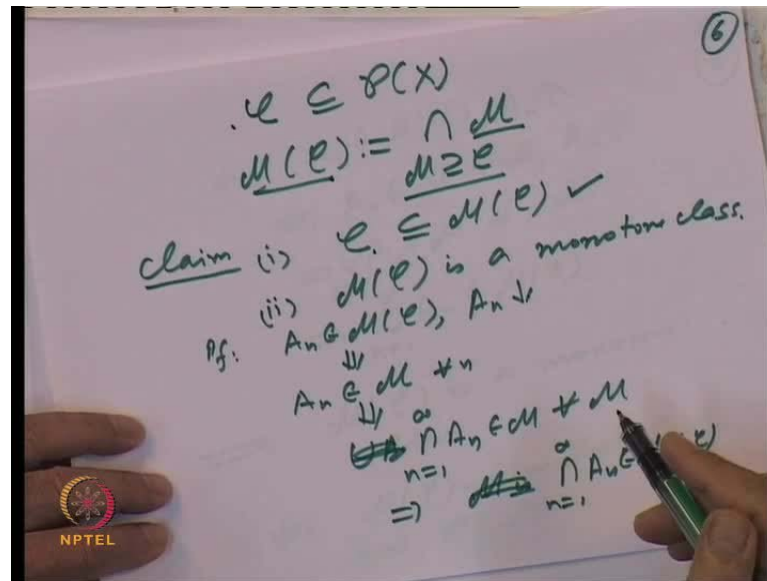 6
𝒞 ⊆ 𝒫(X)
ℳ(𝒞) := ∩ ℳ
ℳ ⊇ 𝒞
Claim (i) 𝒞 ⊆ ℳ(𝒞) ✓
(ii) ℳ(𝒞) is a monotone class.
Pf: Aₙ ∈ ℳ(𝒞), Aₙ ↓
⇓
Aₙ ∈ ℳ ∀ n
⇓
∞
∩ Aₙ ∈ ℳ ∀ ℳ
n=1
∞
⇒ ∩ Aₙ ∈
n=1
NPTEL